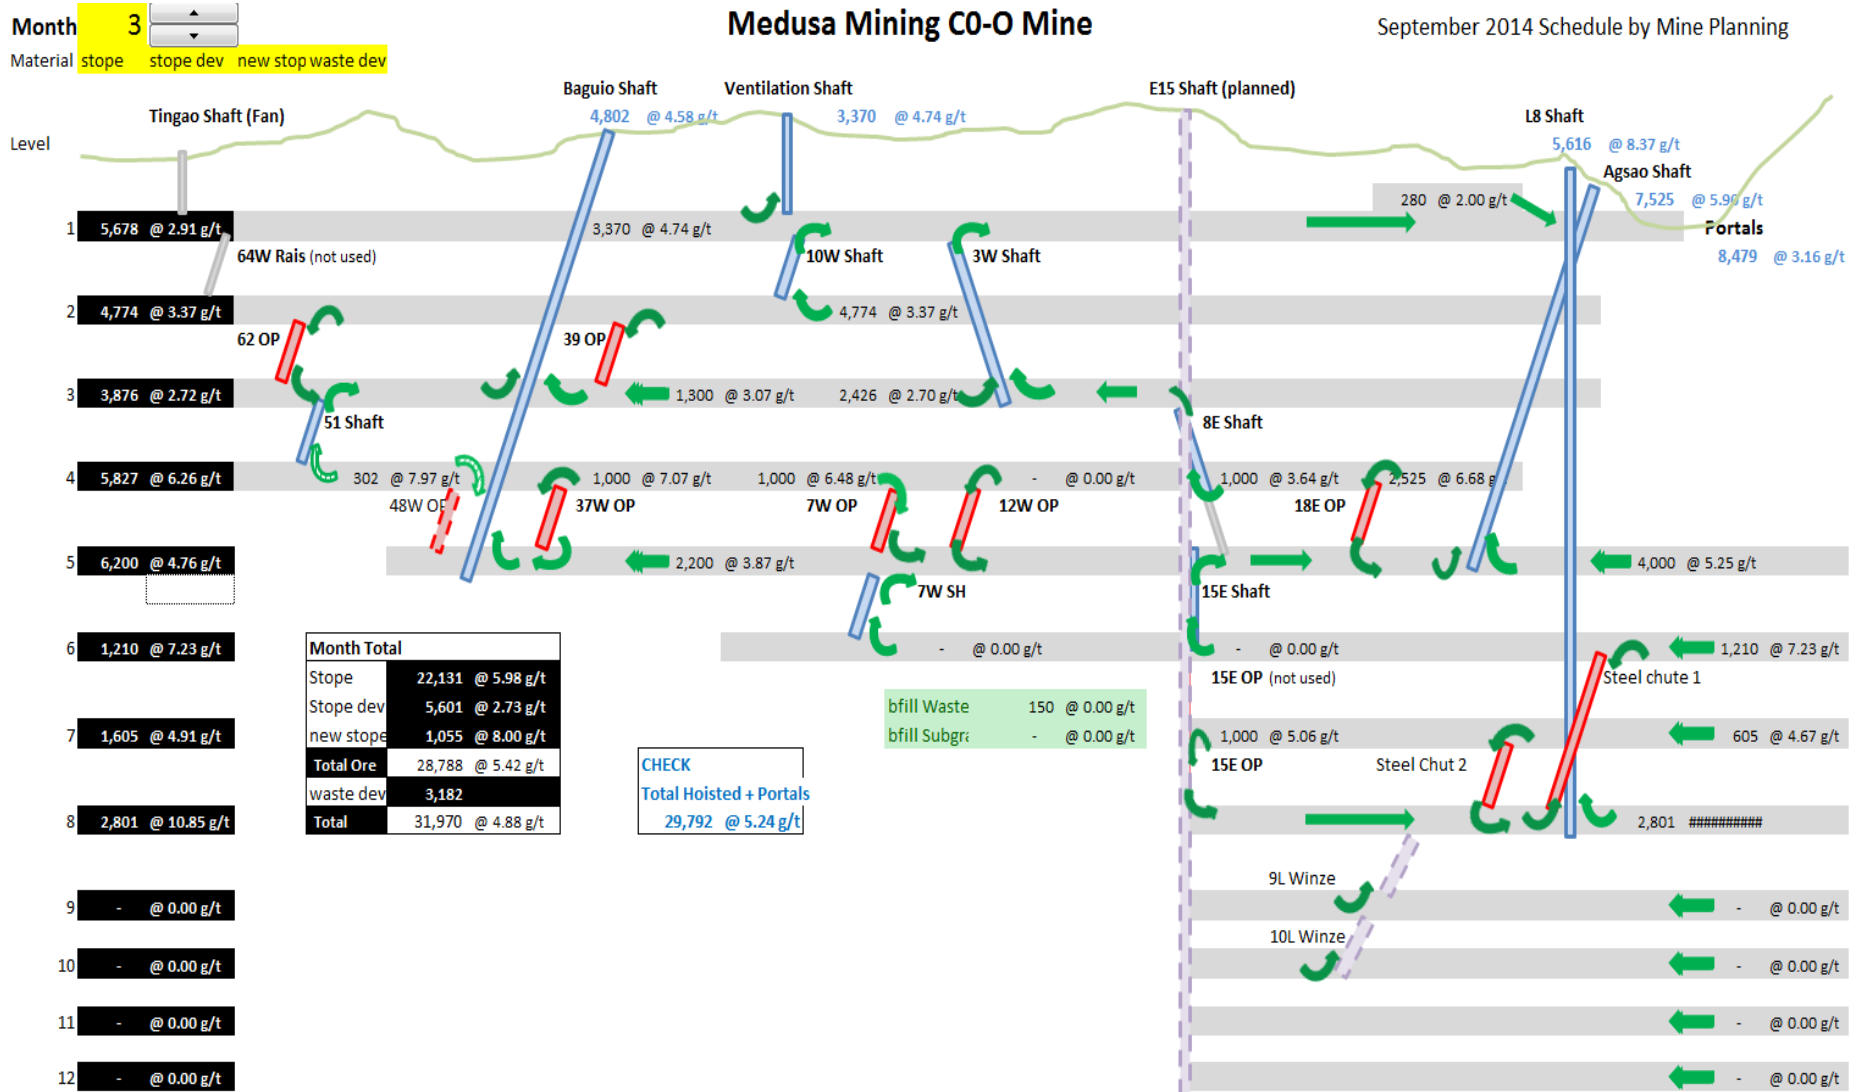 Month 3
Medusa Mining C0-O Mine
September 2014 Schedule by Mine Planning
Material stope stope dev new stop waste dev
Baguio Shaft Ventilation Shaft E15 Shaft (planned)
Tingao Shaft (Fan) 4,802 @ 4.58 g/t 3,370 @ 4.74 g/t L8 Shaft
Level 5,616 @ 8.37 g/t
Agsao Shaft
280 @ 2.00 g/t 7,525 @ 5.90 g/t
1 5,678 @ 2.91 g/t 3,370 @ 4.74 g/t Portals
64W Rais (not used) 10W Shaft 3W Shaft 8,479 @ 3.16 g/t
2 4,774 @ 3.37 g/t 4,774 @ 3.37 g/t
62 OP 39 OP
3 3,876 @ 2.72 g/t 1,300 @ 3.07 g/t 2,426 @ 2.70 g/t
51 Shaft 8E Shaft
4 5,827 @ 6.26 g/t 302 @ 7.97 g/t 1,000 @ 7.07 g/t 1,000 @ 6.48 g/t - @ 0.00 g/t 1,000 @ 3.64 g/t 2,525 @ 6.68 g/
48W OP 37W OP 7W OP 12W OP 18E OP
5 6,200 @ 4.76 g/t 2,200 @ 3.87 g/t 4,000 @ 5.25 g/t
7W SH 15E Shaft
6 1,210 @ 7.23 g/t - @ 0.00 g/t - @ 0.00 g/t 1,210 @ 7.23 g/t
Month Total
Stope 22,131 @ 5.98 g/t
15E OP (not used) Steel chute 1
Stope dev 5,601 @ 2.73 g/t
bfill Waste 150 @ 0.00 g/t
7 1,605 @ 4.91 g/t
new stope 1,055 @ 8.00 g/t
bfill Subgra - @ 0.00 g/t
1,000 @ 5.06 g/t 605 @ 4.67 g/t
Total Ore 28,788 @ 5.42 g/t
CHECK
15E OP Steel Chut 2
waste dev 3,182
Total Hoisted + Portals
8 2,801 @ 10.85 g/t
Total 31,970 @ 4.88 g/t
29,792 @ 5.24 g/t
2,801 ##########
9L Winze
9 - @ 0.00 g/t - @ 0.00 g/t
10L Winze
10 - @ 0.00 g/t - @ 0.00 g/t
11 - @ 0.00 g/t - @ 0.00 g/t
12 - @ 0.00 g/t - @ 0.00 g/t